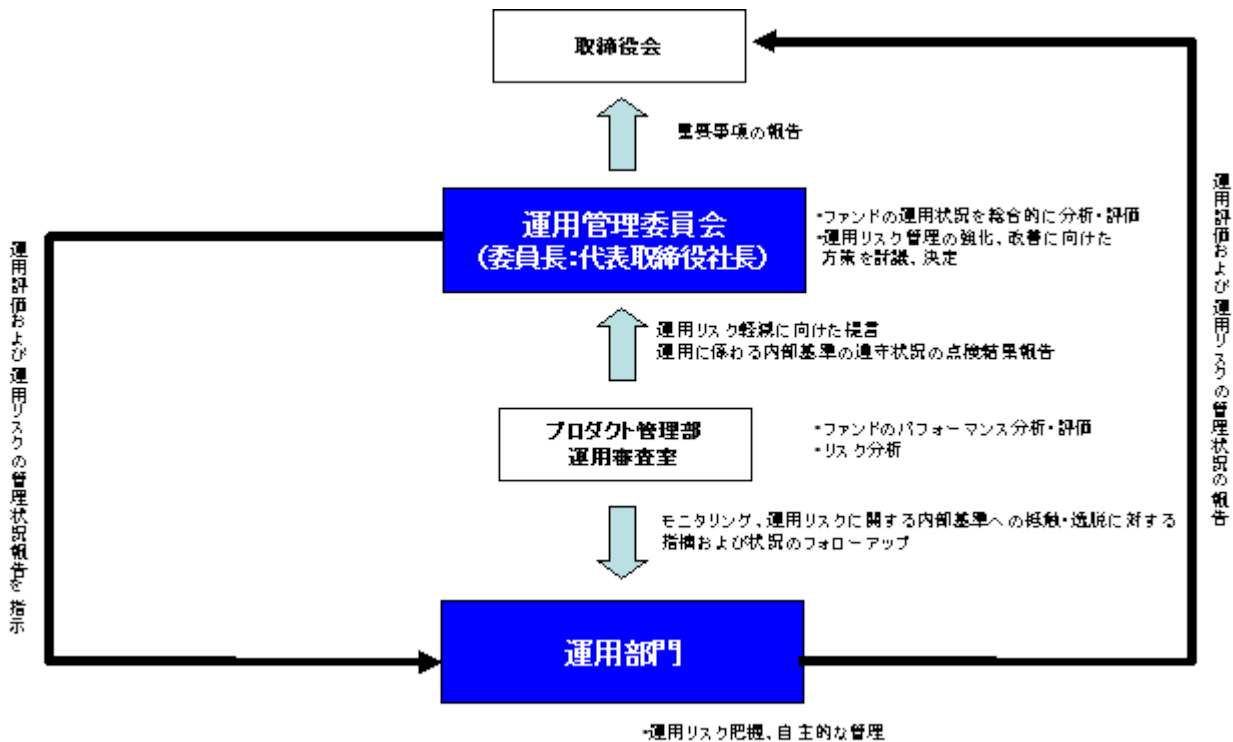 取締役会
重要事項の報告
運用管理委員会
(委員長:代表取締役社長)
・ファンドの運用状況を総合的に分析・評価
・運用リスク管理の強化、改善に向けた
方策を討議、決定
運用評価および運用リスクの管理状況報告を指示
運用評価および運用リスクの管理状況の報告
運用リスク軽減に向けた提言
運用に係わる内部基準の遵守状況の点検結果報告
プロダクト管理部
運用審査室
・ファンドのパフォーマンス分析・評価
・リスク分析
モニタリング、運用リスクに関する内部基準への抵触・逸脱に対する
指摘および状況のフォローアップ
運用部門
・運用リスク把握、自主的な管理